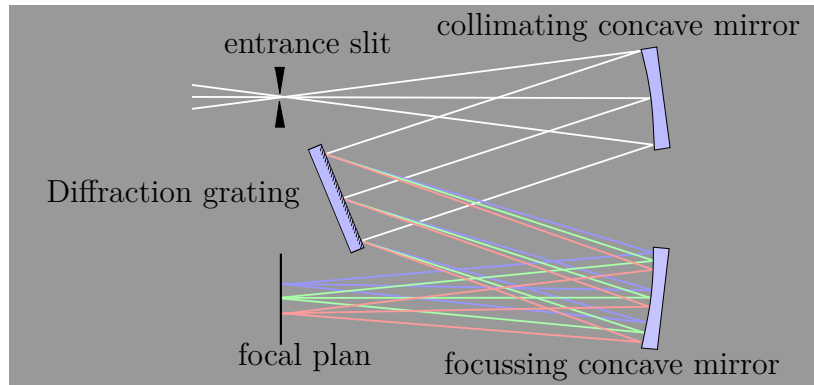 collimating concave mirror
entrance slit
Diffraction grating
focal plan
focussing concave mirror